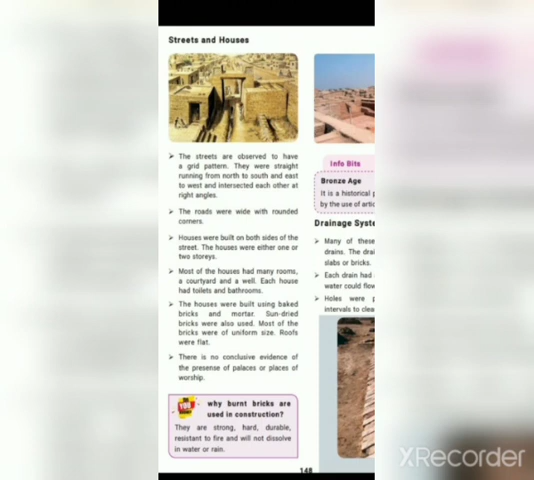 Streets and Houses
➢ The streets are observed to have
a grid pattern. They were straight
running from north to south and east
to west and intersected each other at
right angles.
➢ The roads were wide with rounded
corners.
➢ Houses were built on both sides of the
street. The houses were either one or
two storeys.
➢ Most of the houses had many rooms,
a courtyard and a well. Each house
had toilets and bathrooms.
➢ The houses were built using baked
bricks and mortar. Sun-dried
bricks were also used. Most of the
bricks were of uniform size. Roofs
were flat.
➢ There is no conclusive evidence of
the presense of palaces or places of
worship.
why burnt bricks are
used in construction?
They are strong, hard, durable,
resistant to fire and will not dissolve
in water or rain.
Info Bits
Bronze Age
It is a historical
by the use of
Drainage
➢ Many of these
drains. The
slabs or bricks.
➢ Each drain had
water could
➢ Holes were
intervals to
148
XRecorder